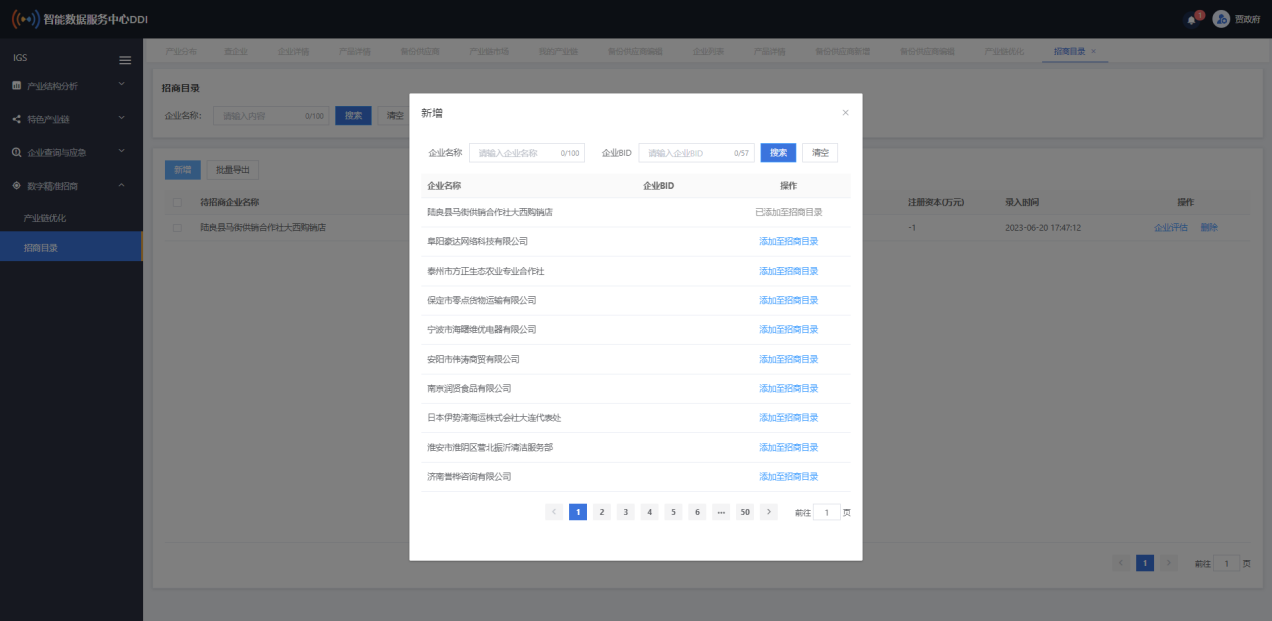 智能数据服务中心DDI
1
贾政府
IGS
产业分布 查企业 企业详情 产品详情 备份供应商 产业链市场 我的产业链 备份供应商编辑 企业列表 产品详情 备份供应商新增 备份供应商编辑 产业链优化 招商目录 ×
产业结构分析
特色产业链
企业查询与应急
数字精准招商
产业链优化
招商目录
招商目录
企业名称: 请输入内容 0/100 搜索 清空
新增 批量导出
待招商企业名称 注册资本(万元) 录入时间 操作
陆良县马街供销合作社大西购销店 -1 2023-06-20 17:47:12 企业评估 删除
新增 ×
企业名称 请输入企业名称 0/100 企业BID 请输入企业BID 0/57 搜索 清空
企业名称 企业BID 操作
陆良县马街供销合作社大西购销店 已添加至招商目录
阜阳豪达网络科技有限公司 添加至招商目录
泰州市方正生态农业专业合作社 添加至招商目录
保定市零点货物运输有限公司 添加至招商目录
宁波市海曙维优电器有限公司 添加至招商目录
安阳市伟涛商贸有限公司 添加至招商目录
南京润贤食品有限公司 添加至招商目录
日本伊势湾海运株式会社大连代表处 添加至招商目录
淮安市淮阴区营北振沂清洁服务部 添加至招商目录
济南誉桦咨询有限公司 添加至招商目录
< 1 2 3 4 5 6 ••• 50 > 前往 1 页
< 1 > 前往 1 页